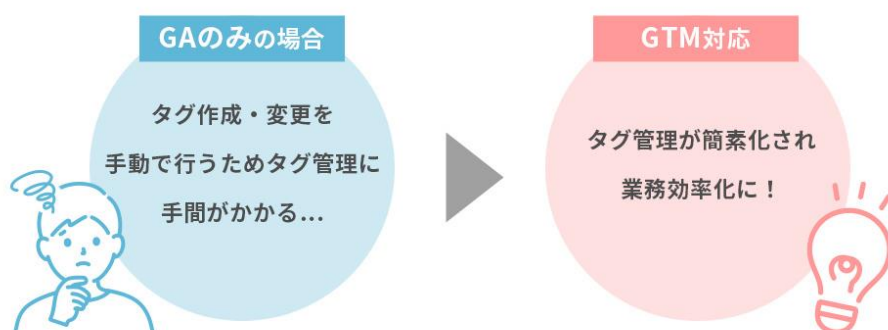 GAのみの場合
タグ作成・変更を
手動で行うためタグ管理に
手間がかかる...
GTM対応
タグ管理が簡素化され
業務効率化に！